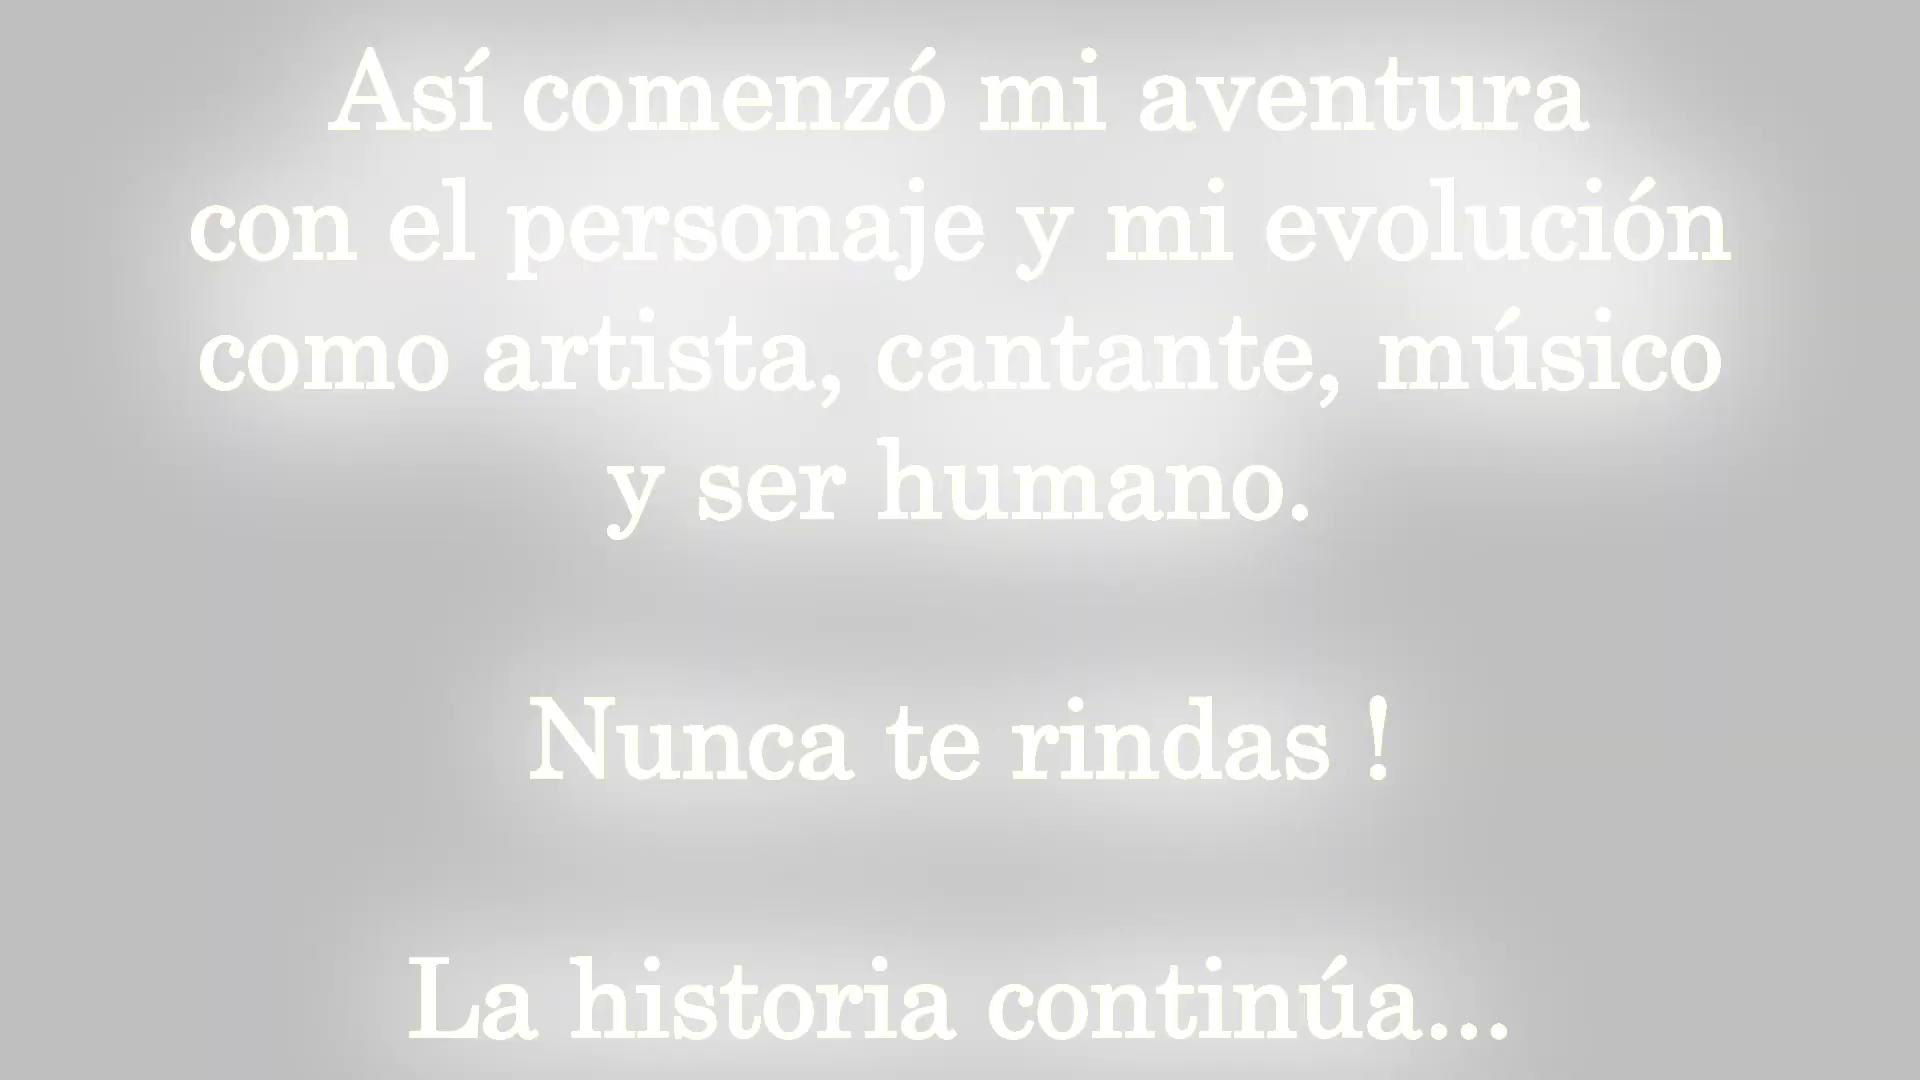 Así comenzó mi aventura
con el personaje y mi evolución
como artista, cantante, músico
y ser humano.
Nunca te rindas !
La historia continúa...